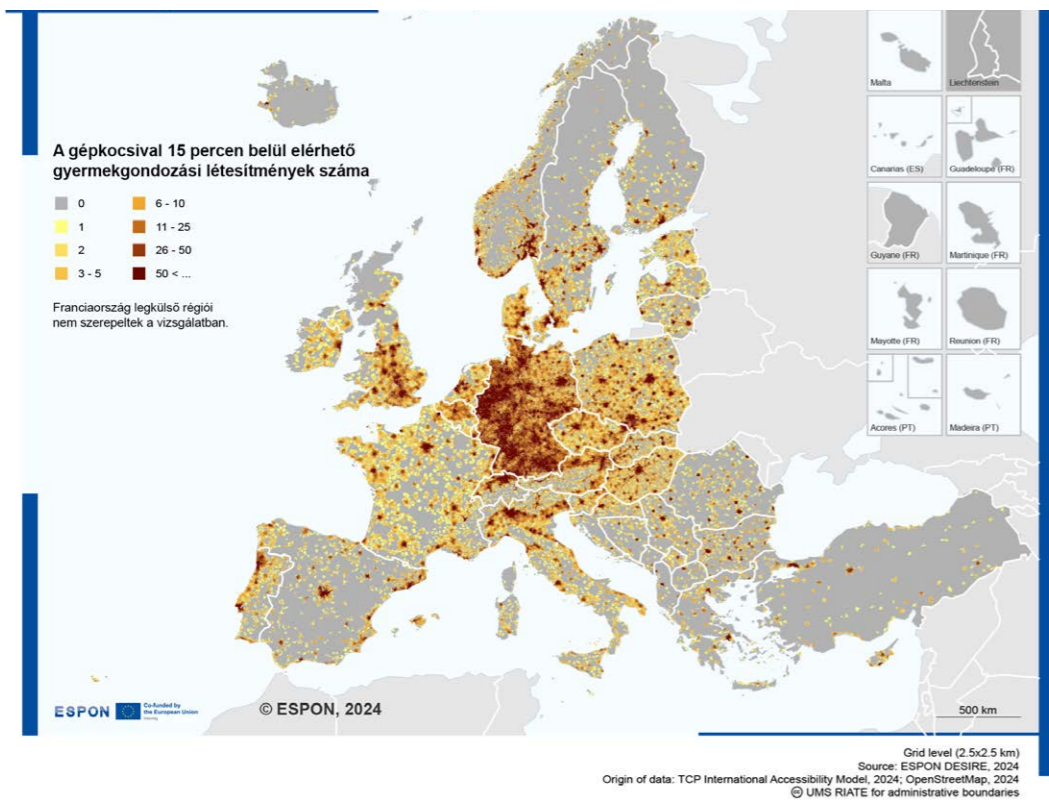 A gépkocsival 15 percen belül elérhető
gyermekgondozási létesítmények száma
0
1
2
3 - 5
6 - 10
11 - 25
26 - 50
50 < ...
Franciaország legkülső régiói
nem szerepeltek a vizsgálatban.
Malta
Liechtenstein
Canarias (ES)
Guadeloupe (FR)
Guyane (FR)
Martinique (FR)
Mayotte (FR)
Reunion (FR)
Acores (PT)
Madeira (PT)
ESPON
Co-funded by
the European Union
© ESPON, 2024
500 km
Grid level (2.5x2.5 km)
Source: ESPON DESIRE, 2024
Origin of data: TCP International Accessibility Model, 2024; OpenStreetMap, 2024
UMS RIATE for administrative boundaries